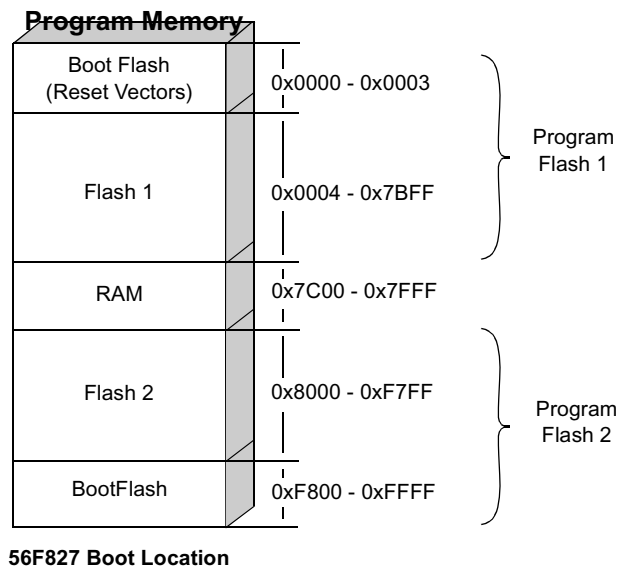 Program Memory
Boot Flash
(Reset Vectors)
0x0000 - 0x0003
Program
Flash 1
Flash 1
0x0004 - 0x7BFF
RAM
0x7C00 - 0x7FFF
Flash 2
0x8000 - 0xF7FF
Program
Flash 2
BootFlash
0xF800 - 0xFFFF
56F827 Boot Location